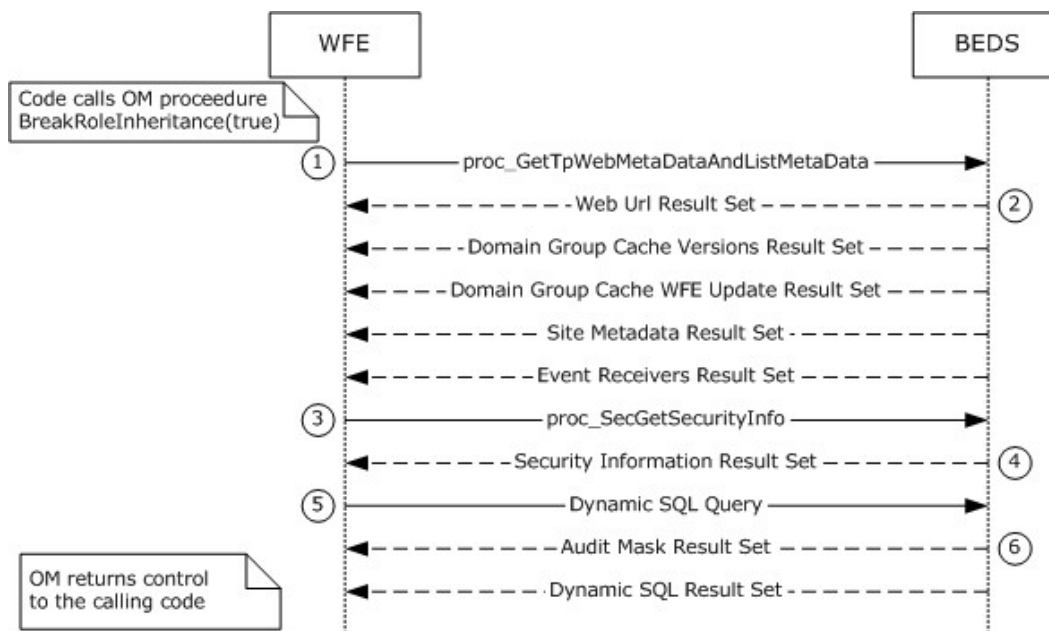 WFE
BEDS
Code calls OM proceedure
BreakRoleInheritance(true)
1
proc_GetTpWebMetaDataAndListMetaData
Web Url Result Set
2
Domain Group Cache Versions Result Set
Domain Group Cache WFE Update Result Set
Site Metadata Result Set
Event Receivers Result Set
3
proc_SecGetSecurityInfo
Security Information Result Set
4
5
Dynamic SQL Query
Audit Mask Result Set
6
OM returns control
to the calling code
Dynamic SQL Result Set